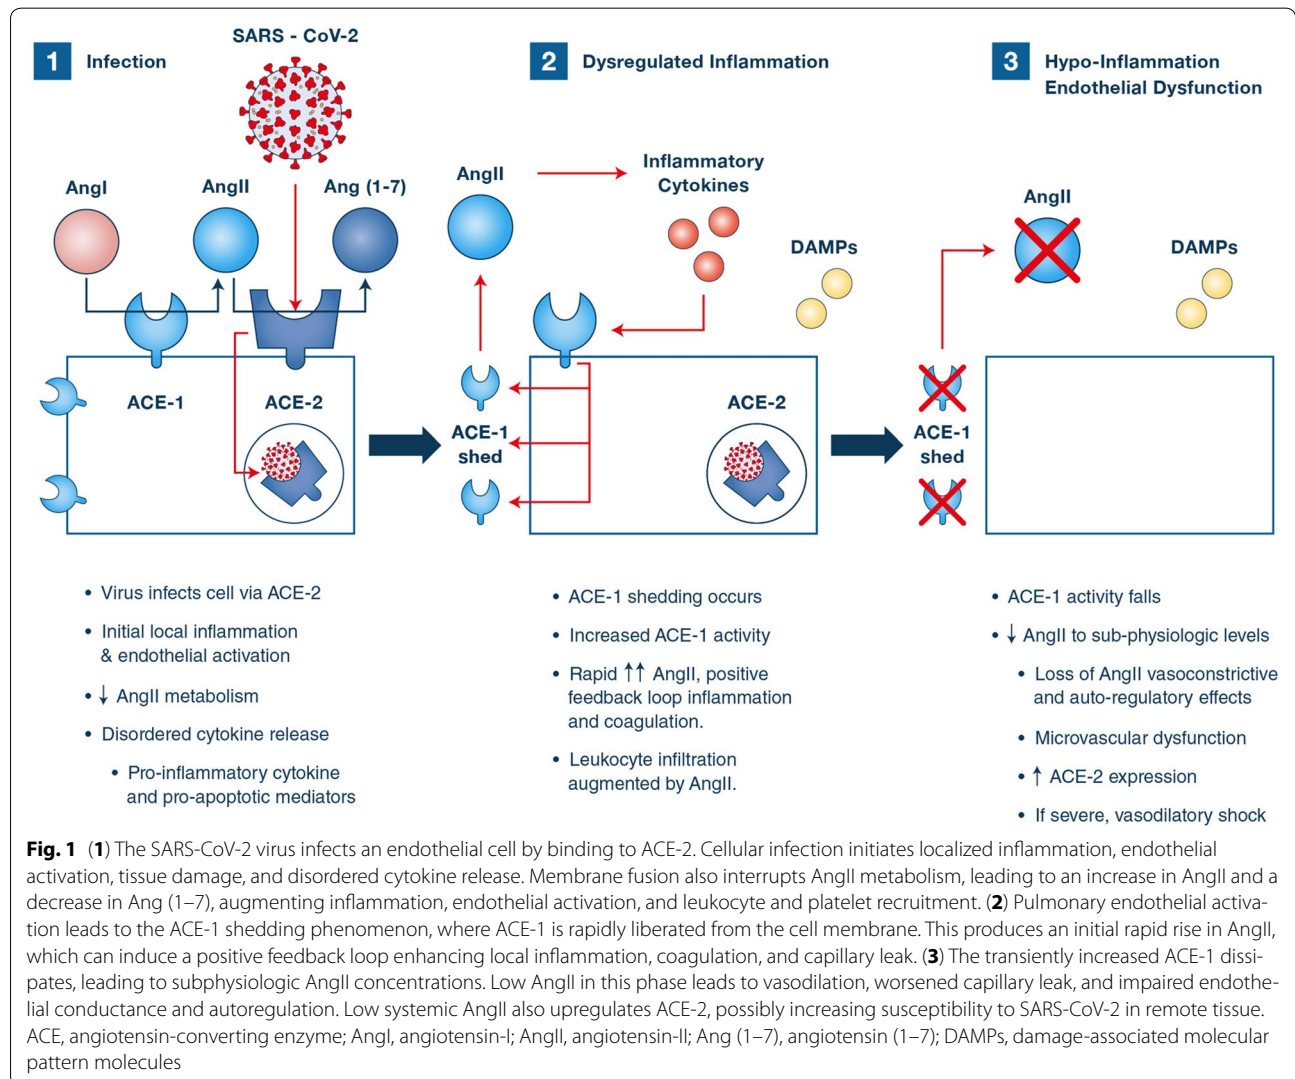 1 Infection
SARS - CoV-2
AngI
AngII
Ang (1-7)
ACE-1
ACE-2
2 Dysregulated Inflammation
AngII
Inflammatory
Cytokines
DAMPs
ACE-1
shed
ACE-2
3 Hypo-Inflammation
Endothelial Dysfunction
AngII
DAMPs
ACE-1
shed
• Virus infects cell via ACE-2
• Initial local inflammation
& endothelial activation
• ↓ AngII metabolism
• Disordered cytokine release
• Pro-inflammatory cytokine
and pro-apoptotic mediators
• ACE-1 shedding occurs
• Increased ACE-1 activity
• Rapid ↑↑ AngII, positive
feedback loop inflammation
and coagulation.
• Leukocyte infiltration
augmented by AngII.
• ACE-1 activity falls
• ↓ AngII to sub-physiologic levels
• Loss of AngII vasoconstrictive
and auto-regulatory effects
• Microvascular dysfunction
• ↑ ACE-2 expression
• If severe, vasodilatory shock
Fig. 1 (1) The SARS-CoV-2 virus infects an endothelial cell by binding to ACE-2. Cellular infection initiates localized inflammation, endothelial
activation, tissue damage, and disordered cytokine release. Membrane fusion also interrupts AngII metabolism, leading to an increase in AngII and a
decrease in Ang (1–7), augmenting inflammation, endothelial activation, and leukocyte and platelet recruitment. (2) Pulmonary endothelial activa-
tion leads to the ACE-1 shedding phenomenon, where ACE-1 is rapidly liberated from the cell membrane. This produces an initial rapid rise in AngII,
which can induce a positive feedback loop enhancing local inflammation, coagulation, and capillary leak. (3) The transiently increased ACE-1 dissi-
pates, leading to subphysiologic AngII concentrations. Low AngII in this phase leads to vasodilation, worsened capillary leak, and impaired endothe-
lial conductance and autoregulation. Low systemic AngII also upregulates ACE-2, possibly increasing susceptibility to SARS-CoV-2 in remote tissue.
ACE, angiotensin-converting enzyme; AngI, angiotensin-I; AngII, angiotensin-II; Ang (1–7), angiotensin (1–7); DAMPs, damage-associated molecular
pattern molecules